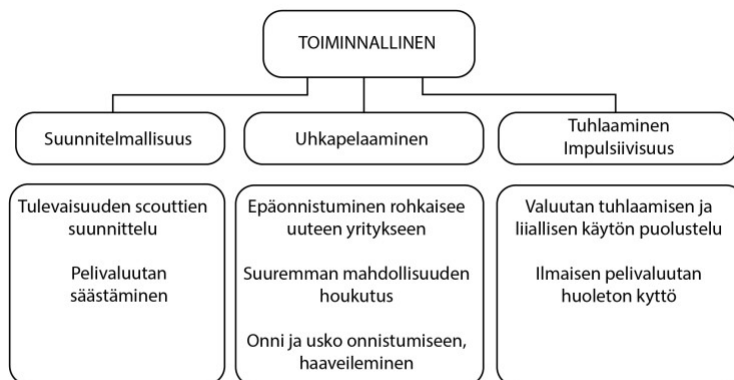 TOIMINNALLINEN
Suunnitelmallisuus
Uhkapelaaminen
Tuhlaaminen
Impulsiivisuus
Tulevaisuuden scouttien
suunnittelu
Pelivaluutan
säästäminen
Epäonnistuminen rohkaisee
uuteen yritykseen
Suuremman mahdollisuuden
houkutus
Onni ja usko onnistumiseen,
haaveileminen
Valuutan tuhlaamisen ja
liiallisen käytön puolustelu
Ilmaisen pelivaluutan
huoleton kyttö